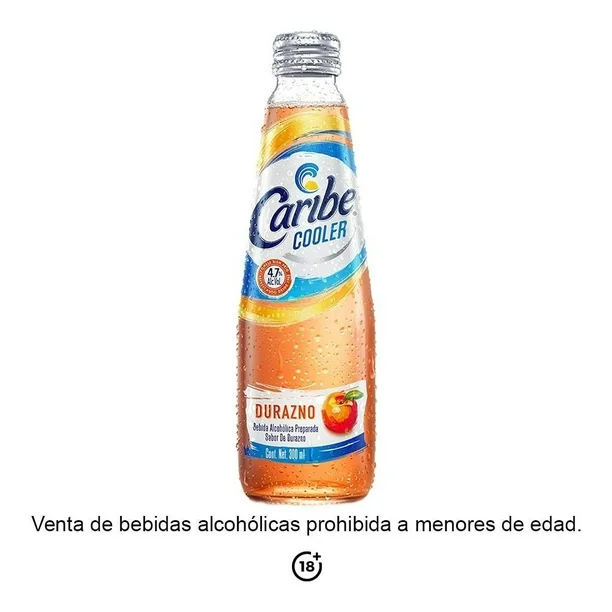 Caribe
COOLER
4.7%
Alc.Vol.
DURAZNO
Bebida Alcohólica Preparada
Sabor De Durazno
Cont. Net. 300 ml
Venta de bebidas alcohólicas prohibida a menores de edad.
18+